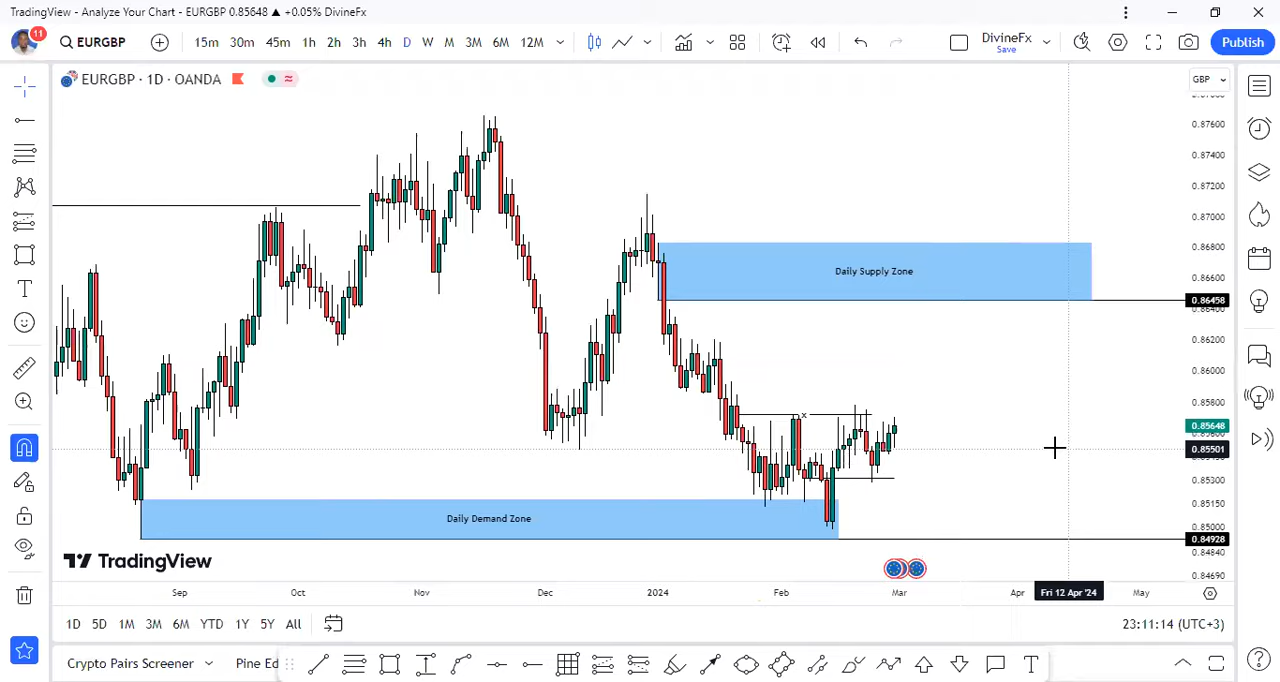 TradingView - Analyze Your Chart - EURGBP 0.85648 ▲ +0.05% DivineFx
11
EURGBP 15m 30m 45m 1h 2h 3h 4h D W M 3M 6M 12M DivineFx Save Publish
EURGBP · 1D · OANDA
GBP
0.87600
0.87400
0.87200
0.87000
0.86800
Daily Supply Zone
0.86600
0.86458
0.86200
0.86000
0.85800
x
0.85648
0.85501
0.85300
0.85150
Daily Demand Zone
0.85000
0.84928
0.84840
TradingView
0.84690
Sep Oct Nov Dec 2024 Feb Mar Apr Fri 12 Apr '24 May
1D 5D 1M 3M 6M YTD 1Y 5Y All 23:11:14 (UTC+3)
Crypto Pairs Screener Pine Ed